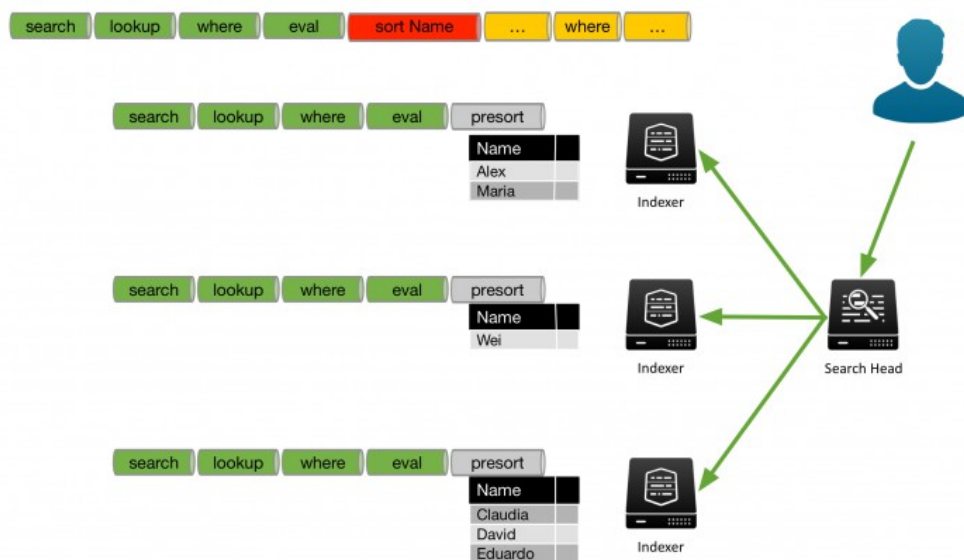 search lookup where eval sort Name ... where ...
search lookup where eval presort
Name
Alex
Maria
Indexer
search lookup where eval presort
Name
Wei
Indexer
Search Head
search lookup where eval presort
Name
Claudia
David
Eduardo
Indexer